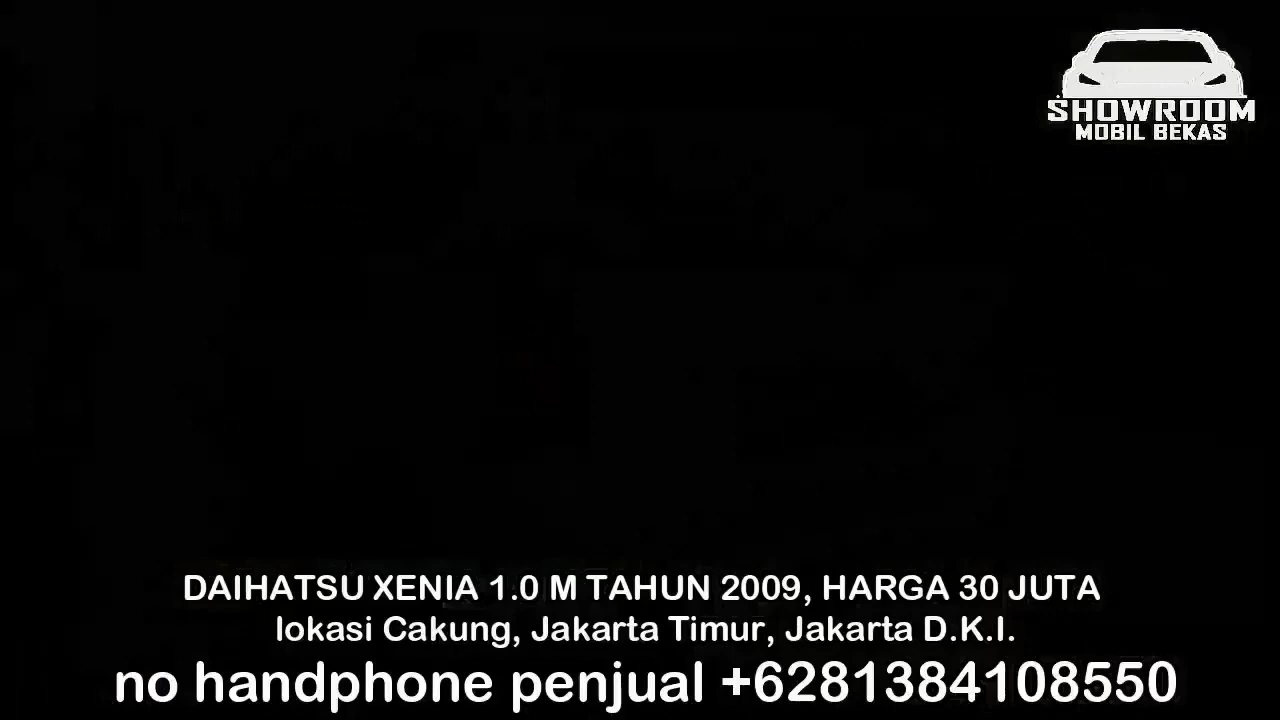 SHOWROOM
MOBIL BEKAS
DAIHATSU XENIA 1.0 M TAHUN 2009, HARGA 30 JUTA
lokasi Cakung, Jakarta Timur, Jakarta D.K.I.
no handphone penjual +6281384108550